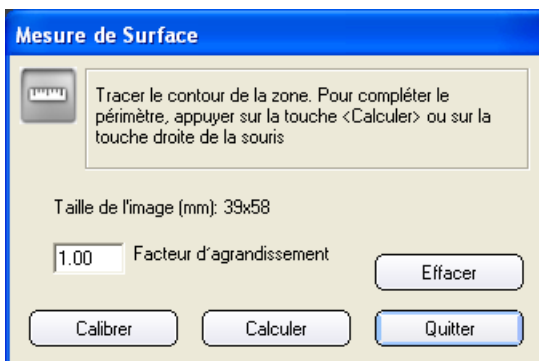 Mesure de Surface
Tracer le contour de la zone. Pour compléter le
périmètre, appuyer sur la touche <Calculer> ou sur la
touche droite de la souris
Taille de l'image (mm): 39x58
1.00 Facteur d´agrandissement
Effacer
Calibrer Calculer Quitter